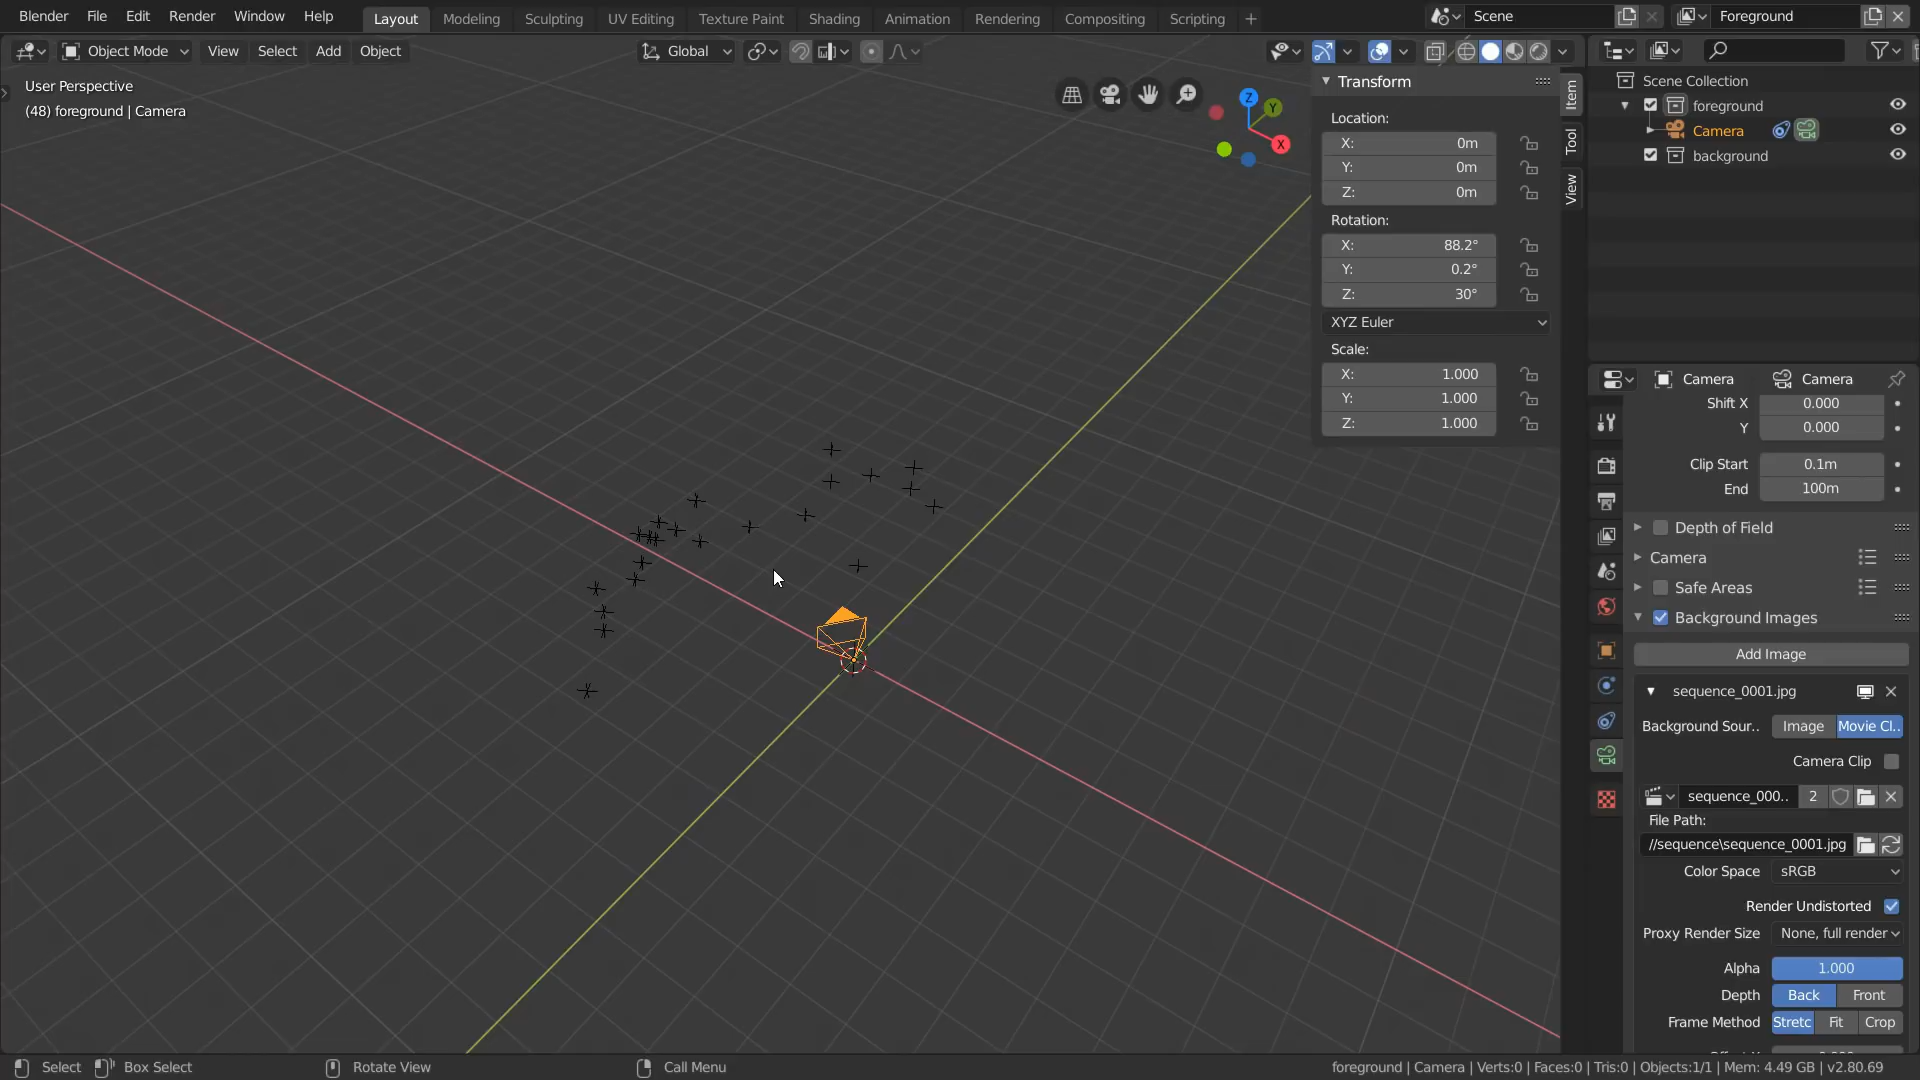 Blender File Edit Render Window Help Layout Modeling Sculpting UV Editing Texture Paint Shading Animation Rendering Compositing Scripting + Scene Foreground
Object Mode View Select Add Object Global
User Perspective
(48) foreground | Camera
Z
Y
X
Transform
Location:
X: 0m
Y: 0m
Z: 0m
Rotation:
X: 88.2°
Y: 0.2°
Z: 30°
XYZ Euler
Scale:
X: 1.000
Y: 1.000
Z: 1.000
Item
Tool
View
Scene Collection
foreground
Camera
background
Camera Camera
Shift X 0.000
Y 0.000
Clip Start 0.1m
End 100m
Depth of Field
Camera
Safe Areas
Background Images
Add Image
sequence_0001.jpg
Background Sour.. Image Movie Cl..
Camera Clip
sequence_000.. 2
File Path:
//sequence\sequence_0001.jpg
Color Space sRGB
Render Undistorted
Proxy Render Size None, full render
Alpha 1.000
Depth Back Front
Frame Method Stretc Fit Crop
Select Box Select Rotate View Call Menu foreground | Camera | Verts:0 | Faces:0 | Tris:0 | Objects:1/1 | Mem: 4.49 GB | v2.80.69